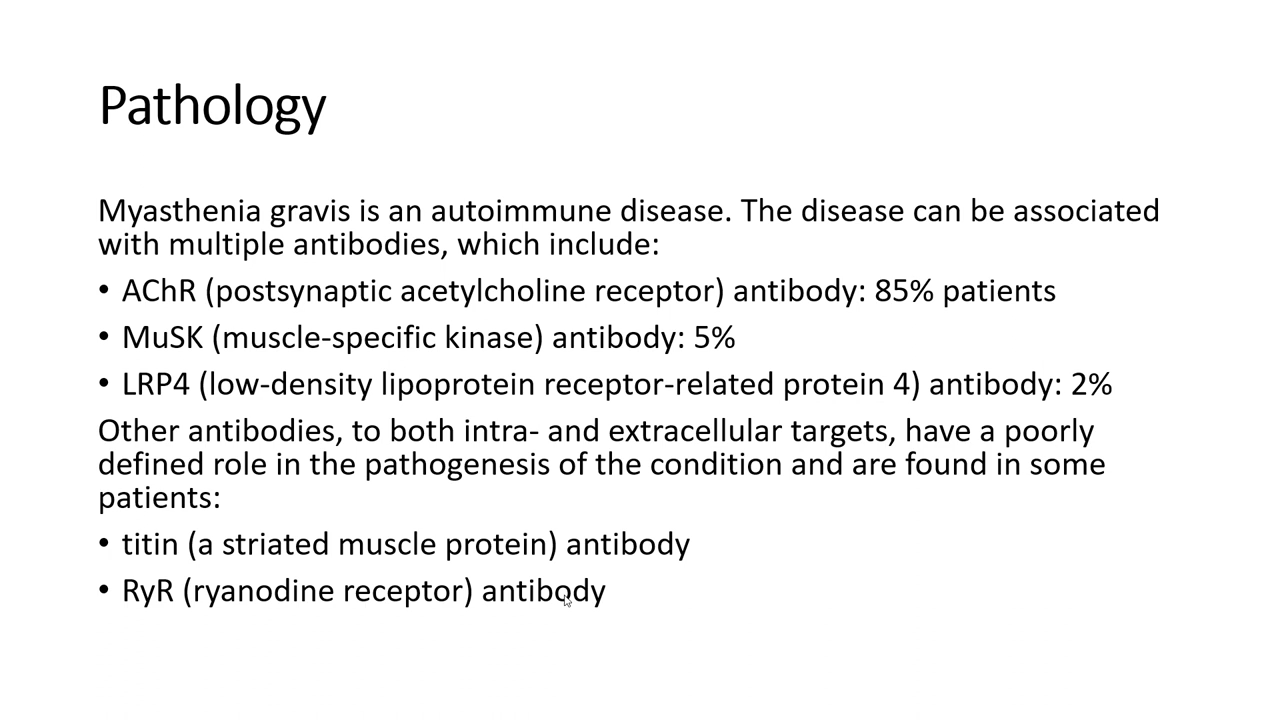 Pathology
Myasthenia gravis is an autoimmune disease. The disease can be associated
with multiple antibodies, which include:
• AChR (postsynaptic acetylcholine receptor) antibody: 85% patients
• MuSK (muscle-specific kinase) antibody: 5%
• LRP4 (low-density lipoprotein receptor-related protein 4) antibody: 2%
Other antibodies, to both intra- and extracellular targets, have a poorly
defined role in the pathogenesis of the condition and are found in some
patients:
• titin (a striated muscle protein) antibody
• RyR (ryanodine receptor) antibody